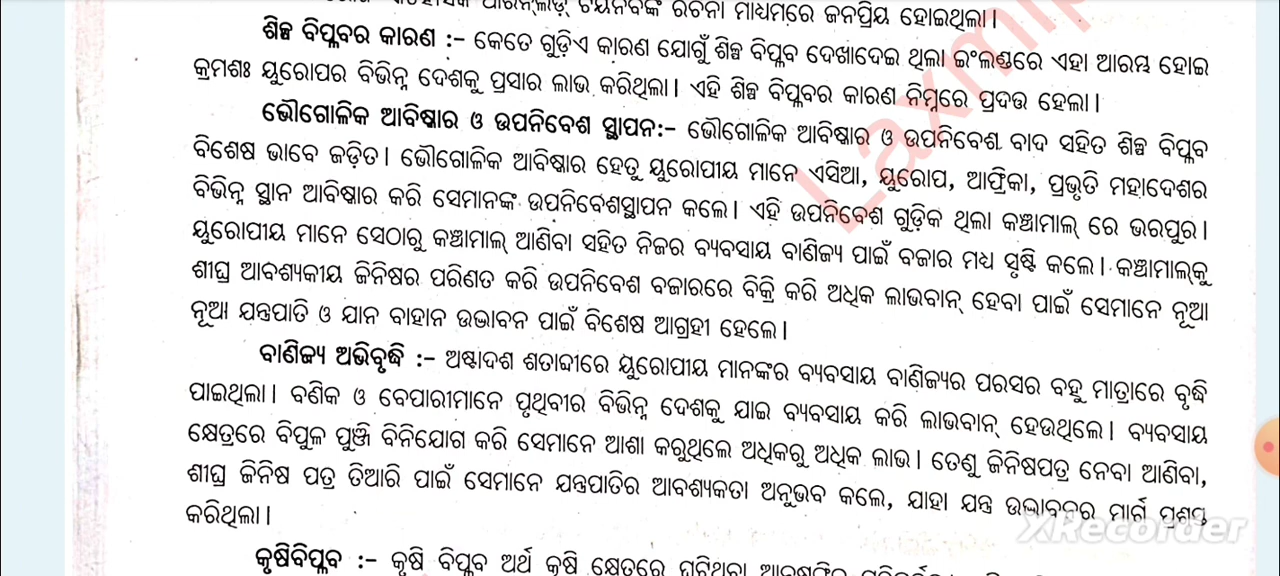 ରଚନା ମାଧ୍ୟମରେ ଜନପ୍ରିୟ ହୋଇଥିଲା।
ଶିଳ୍ପ ବିପ୍ଳବର କାରଣ :- କେତେ ଗୁଡ଼ିଏ କାରଣ ଯୋଗୁଁ ଶିଳ୍ପ ବିପ୍ଳବ ଦେଖାଦେଇ ଥିଲା ଇଂଲଣ୍ଡରେ ଏହା ଆରମ୍ଭ ହୋଇ
କ୍ରମଶଃ ୟୁରୋପର ବିଭିନ୍ନ ଦେଶକୁ ପ୍ରସାର ଲାଭ କରିଥିଲା। ଏହି ଶିଳ୍ପ ବିପ୍ଳବର କାରଣ ନିମ୍ନରେ ପ୍ରଦତ୍ତ ହେଲା।
ଭୌଗୋଳିକ ଆବିଷ୍କାର ଓ ଉପନିବେଶ ସ୍ଥାପନ:- ଭୌଗୋଳିକ ଆବିଷ୍କାର ଓ ଉପନିବେଶ ବାଦ ସହିତ ଶିଳ୍ପ ବିପ୍ଳବ
ବିଶେଷ ଭାବେ ଜଡ଼ିତ। ଭୌଗୋଳିକ ଆବିଷ୍କାର ହେତୁ ୟୁରୋପୀୟ ମାନେ ଏସିଆ, ୟୁରୋପ, ଆଫ୍ରିକା, ପ୍ରଭୃତି ମହାଦେଶର
ବିଭିନ୍ନ ସ୍ଥାନ ଆବିଷ୍କାର କରି ସେମାନଙ୍କ ଉପନିବେଶସ୍ଥାପନ କଲେ। ଏହି ଉପନିବେଶ ଗୁଡ଼ିକ ଥିଲା କଞ୍ଚାମାଲ୍ ରେ ଭରପୁର।
ୟୁରୋପୀୟ ମାନେ ସେଠାରୁ କଞ୍ଚାମାଲ୍ ଆଣିବା ସହିତ ନିଜର ବ୍ୟବସାୟ ବାଣିଜ୍ୟ ପାଇଁ ବଜାର ମଧ୍ୟ ସୃଷ୍ଟି କଲେ। କଞ୍ଚାମାଲ୍‌କୁ
ଶୀଘ୍ର ଆବଶ୍ୟକୀୟ ଜିନିଷର ପରିଣତ କରି ଉପନିବେଶ ବଜାରରେ ବିକ୍ରି କରି ଅଧିକ ଲାଭବାନ୍ ହେବା ପାଇଁ ସେମାନେ ନୂଆ
ନୂଆ ଯନ୍ତ୍ରପାତି ଓ ଯାନ ବାହାନ ଉଦ୍ଭାବନ ପାଇଁ ବିଶେଷ ଆଗ୍ରହୀ ହେଲେ।
ବାଣିଜ୍ୟ ଅଭିବୃଦ୍ଧି :- ଅଷ୍ଟାଦଶ ଶତାବ୍ଦୀରେ ୟୁରୋପୀୟ ମାନଙ୍କର ବ୍ୟବସାୟ ବାଣିଜ୍ୟର ପରସର ବହୁ ମାତ୍ରାରେ ବୃଦ୍ଧି
ପାଇଥିଲା। ବଣିକ ଓ ବେପାରୀମାନେ ପୃଥିବୀର ବିଭିନ୍ନ ଦେଶକୁ ଯାଇ ବ୍ୟବସାୟ କରି ଲାଭବାନ୍ ହେଉଥିଲେ। ବ୍ୟବସାୟ
କ୍ଷେତ୍ରରେ ବିପୁଳ ପୁଞ୍ଜି ବିନିଯୋଗ କରି ସେମାନେ ଆଶା କରୁଥିଲେ ଅଧିକରୁ ଅଧିକ ଲାଭ। ତେଣୁ ଜିନିଷପତ୍ର ନେବା ଆଣିବା,
ଶୀଘ୍ର ଜିନିଷ ପତ୍ର ତିଆରି ପାଇଁ ସେମାନେ ଯନ୍ତ୍ରପାତିର ଆବଶ୍ୟକତା ଅନୁଭବ କଲେ, ଯାହା ଯନ୍ତ୍ର ଉଦ୍ଭାବନର ମାର୍ଗ ପ୍ରଶସ୍ତ
କରିଥିଲା।
XRecorder
କୃଷିବିପ୍ଳବ :- କୃଷି ବିପ୍ଳବ ଅର୍ଥ କୃଷି କ୍ଷେତ୍ରରେ